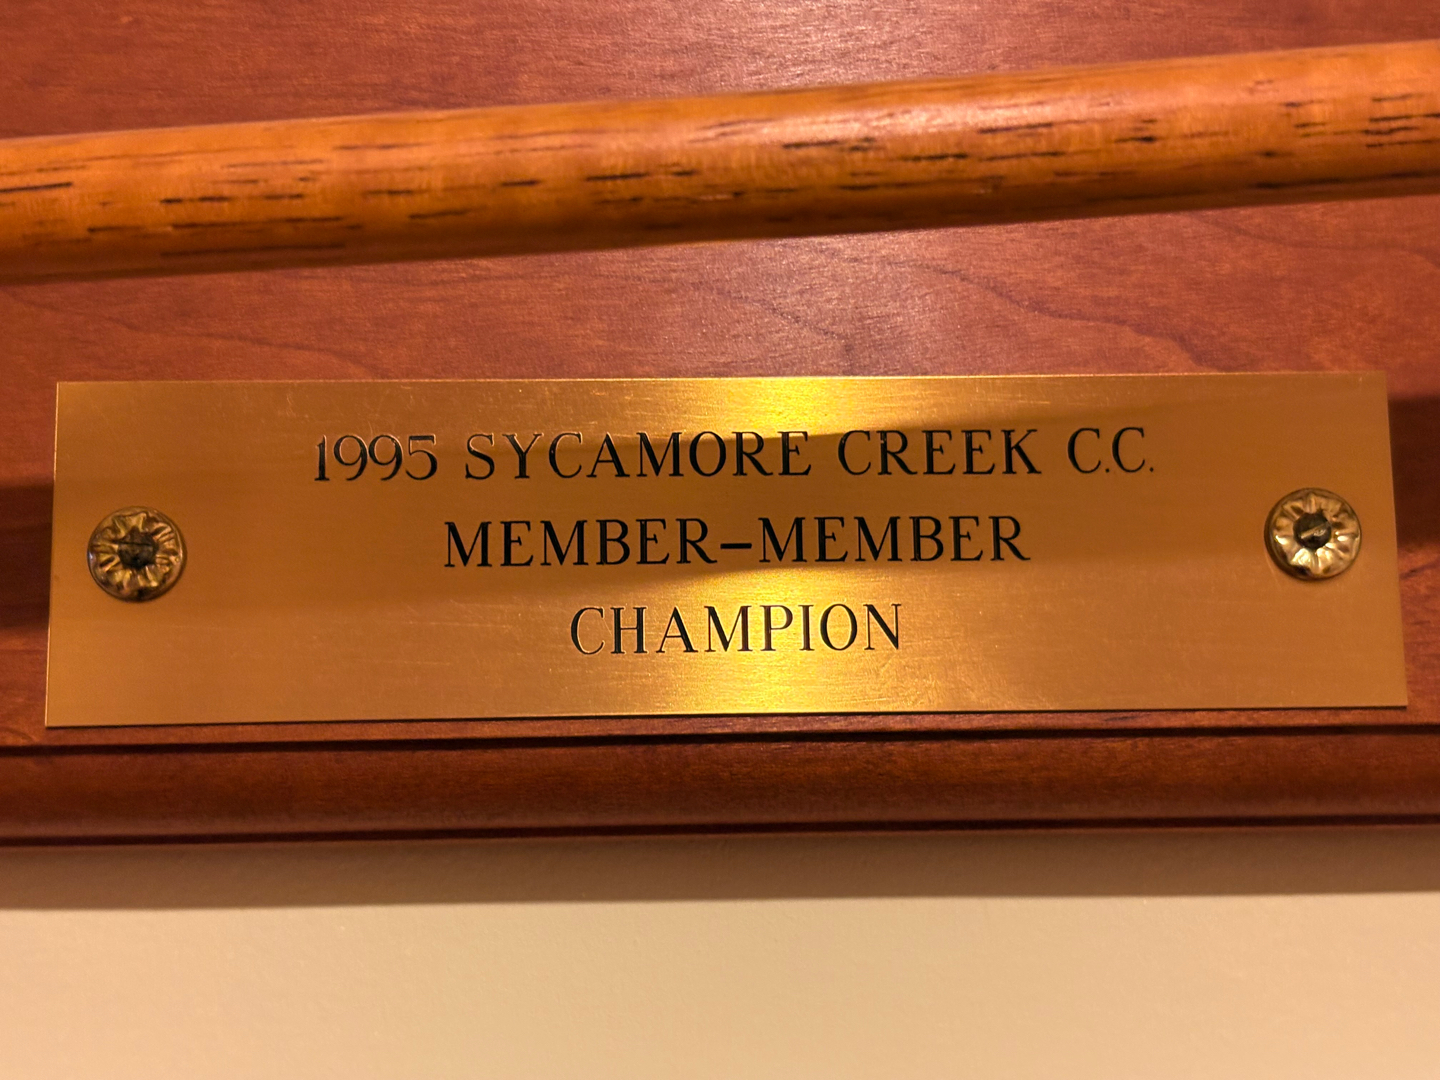 1995 SYCAMORE CREEK C.C.
MEMBER-MEMBER
CHAMPION